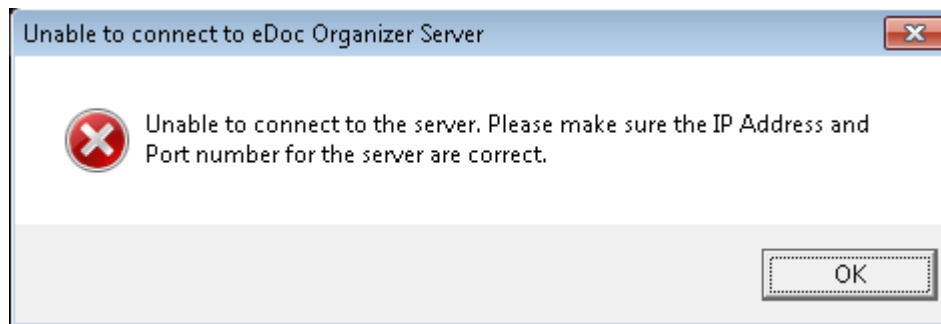 Unable to connect to eDoc Organizer Server
Unable to connect to the server. Please make sure the IP Address and
Port number for the server are correct.
OK